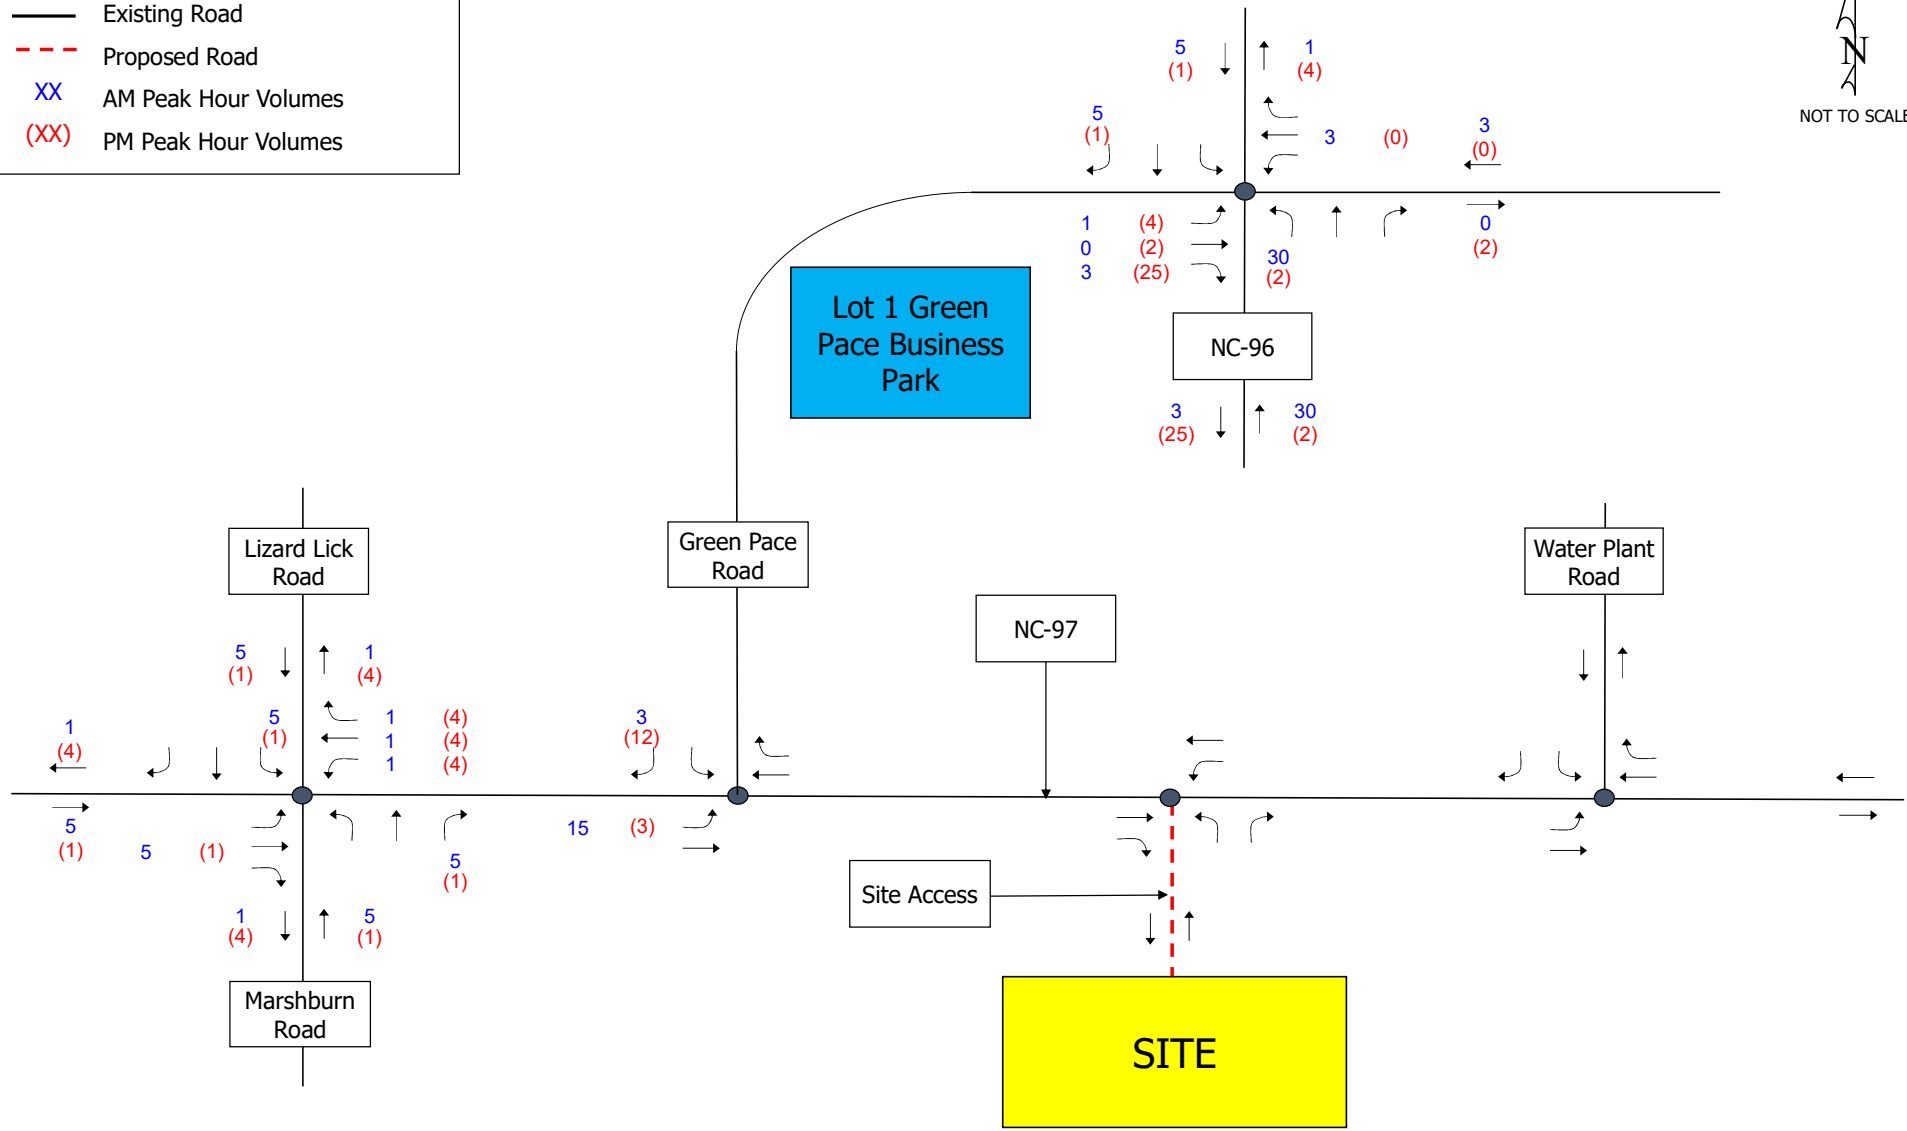 Existing Road
Proposed Road
XX AM Peak Hour Volumes
(XX) PM Peak Hour Volumes
N
NOT TO SCALE
5 1
(1) (4)
5
(1)
3 (0)
3
(0)
1 (4)
0 (2)
3 (25)
30
(2)
0
(2)
Lot 1 Green
Pace Business
Park
NC-96
3 30
(25) (2)
Lizard Lick
Road
Green Pace
Road
Water Plant
Road
NC-97
5 1
(1) (4)
1
(4)
5
(1)
1 (4)
1 (4)
1 (4)
3
(12)
5
(1)
5 (1)
5
(1)
15 (3)
1 5
(4) (1)
Site Access
Marshburn
Road
SITE